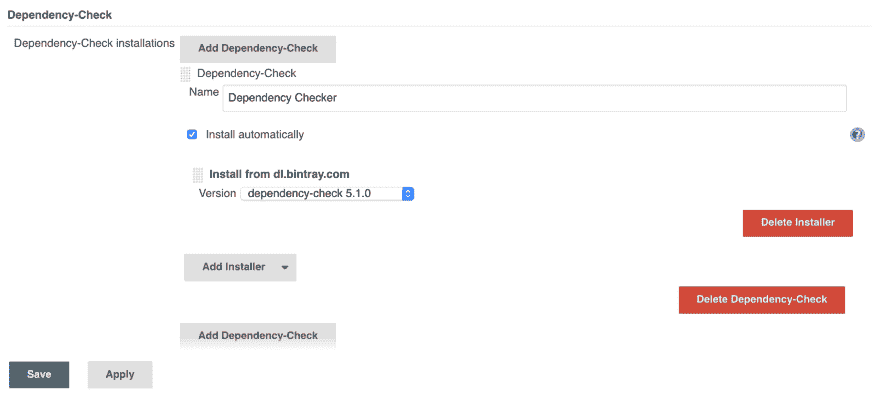 Dependency-Check
Dependency-Check installations
Add Dependency-Check
Dependency-Check
Name
Dependency Checker
Install automatically
Install from dl.bintray.com
Version
dependency-check 5.1.0
Delete Installer
Add Installer
Delete Dependency-Check
Add Dependency-Check
Save
Apply